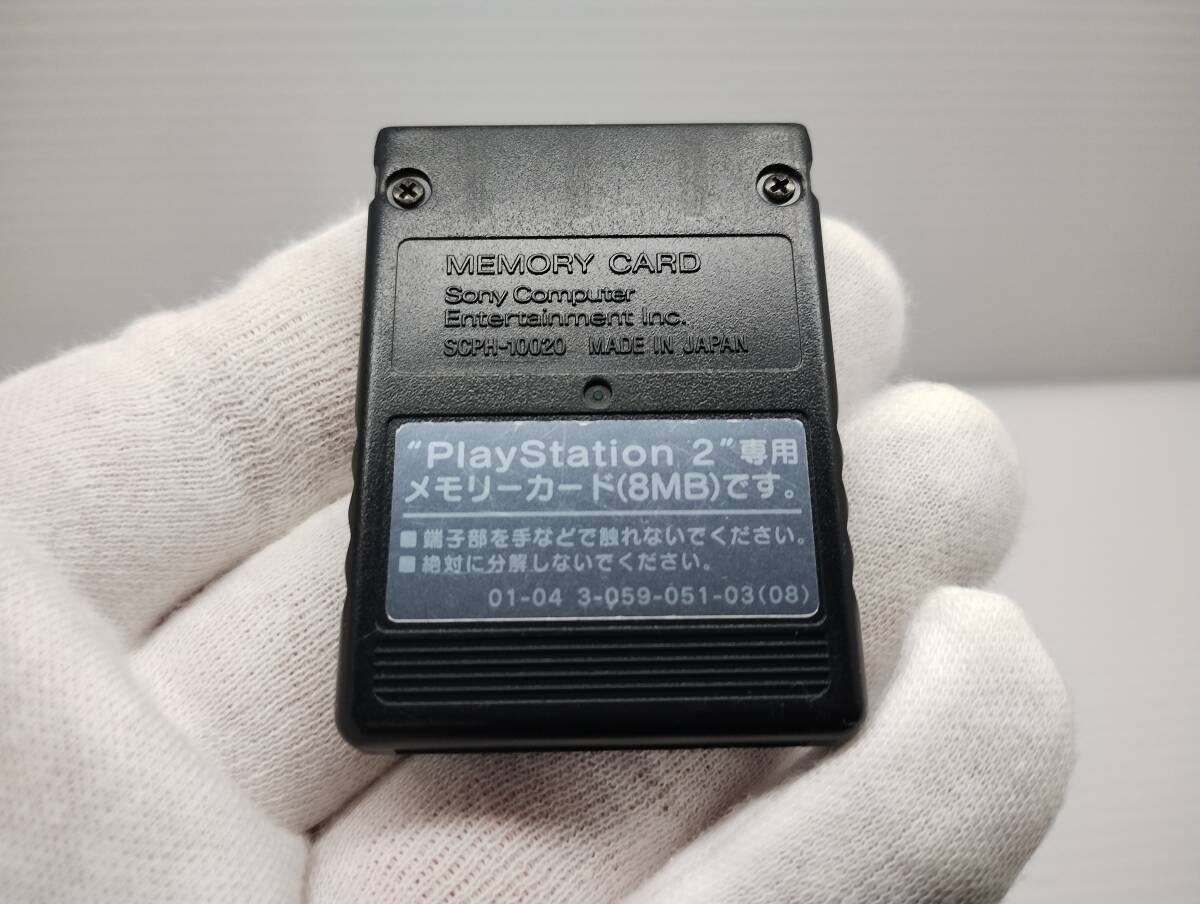 MEMORY CARD
Sony Computer
Entertainment Inc.
SCPH-10020 MADE IN JAPAN
“PlayStation 2”専用
メモリーカード(8MB)です。
■端子部を手などで触れないでください。
■絶対に分解しないでください。
01-04 3-059-051-03(08)